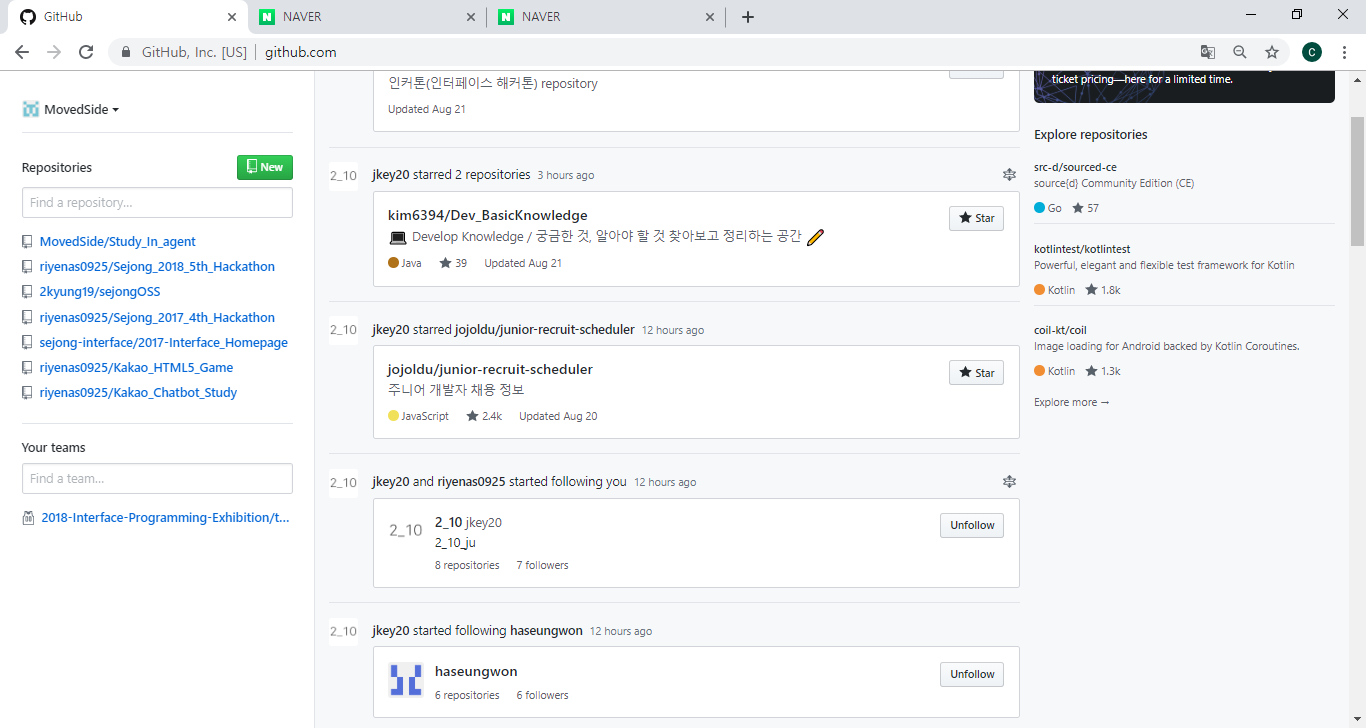 GitHub
NAVER
NAVER
GitHub, Inc. [US] github.com
C
MovedSide
Repositories
New
Find a repository...
MovedSide/Study_In_agent
riyenas0925/Sejong_2018_5th_Hackathon
2kyung19/sejongOSS
riyenas0925/Sejong_2017_4th_Hackathon
sejong-interface/2017-Interface_Homepage
riyenas0925/Kakao_HTML5_Game
riyenas0925/Kakao_Chatbot_Study
Your teams
Find a team...
2018-Interface-Programming-Exhibition/t...
인커톤(인터페이스 해커톤) repository
Updated Aug 21
2_10
jkey20 starred 2 repositories 3 hours ago
kim6394/Dev_BasicKnowledge
Star
Develop Knowledge / 궁금한 것, 알아야 할 것 찾아보고 정리하는 공간
Java 39 Updated Aug 21
2_10
jkey20 starred jojoldu/junior-recruit-scheduler 12 hours ago
jojoldu/junior-recruit-scheduler
Star
주니어 개발자 채용 정보
JavaScript 2.4k Updated Aug 20
2_10
jkey20 and riyenas0925 started following you 12 hours ago
2_10
2_10 jkey20
Unfollow
2_10_ju
8 repositories 7 followers
2_10
jkey20 started following haseungwon 12 hours ago
haseungwon
Unfollow
6 repositories 6 followers
ticket pricing—here for a limited time.
Explore repositories
src-d/sourced-ce
source{d} Community Edition (CE)
Go 57
kotlintest/kotlintest
Powerful, elegant and flexible test framework for Kotlin
Kotlin 1.8k
coil-kt/coil
Image loading for Android backed by Kotlin Coroutines.
Kotlin 1.3k
Explore more →